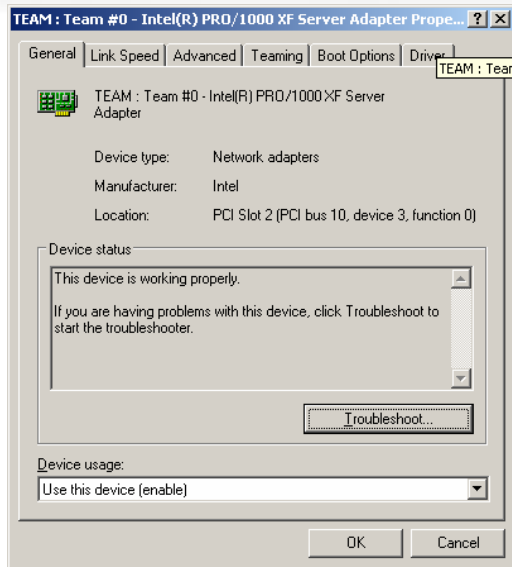 TEAM : Team #0 - Intel(R) PRO/1000 XF Server Adapter Prope...
General Link Speed Advanced Teaming Boot Options Driver
TEAM : Tear
TEAM : Team #0 - Intel(R) PRO/1000 XF Server
Adapter
Device type: Network adapters
Manufacturer: Intel
Location: PCI Slot 2 (PCI bus 10, device 3, function 0)
Device status
This device is working properly.
If you are having problems with this device, click Troubleshoot to
start the troubleshooter.
Troubleshoot...
Device usage:
Use this device (enable)
OK Cancel